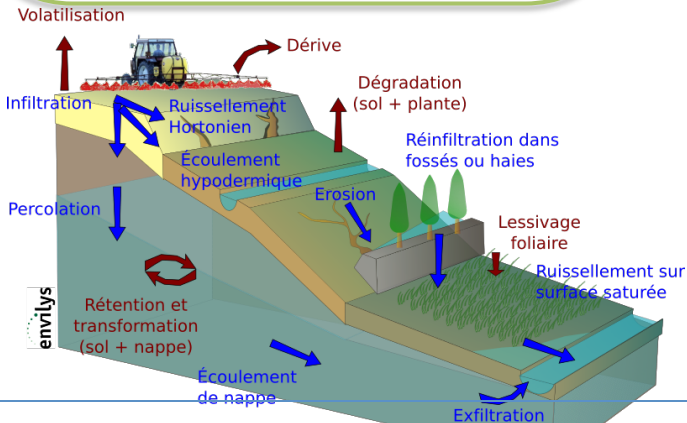 Volatilisation
Dérive
Infiltration
Ruissellement
Hortonien
Dégradation
(sol + plante)
Écoulement
hypodermique
Réinfiltration dans
fossés ou haies
Erosion
Percolation
Lessivage
foliaire
Ruissellement sur
surface saturée
Rétention et
transformation
(sol + nappe)
envilys
Écoulement
de nappe
Exfiltration